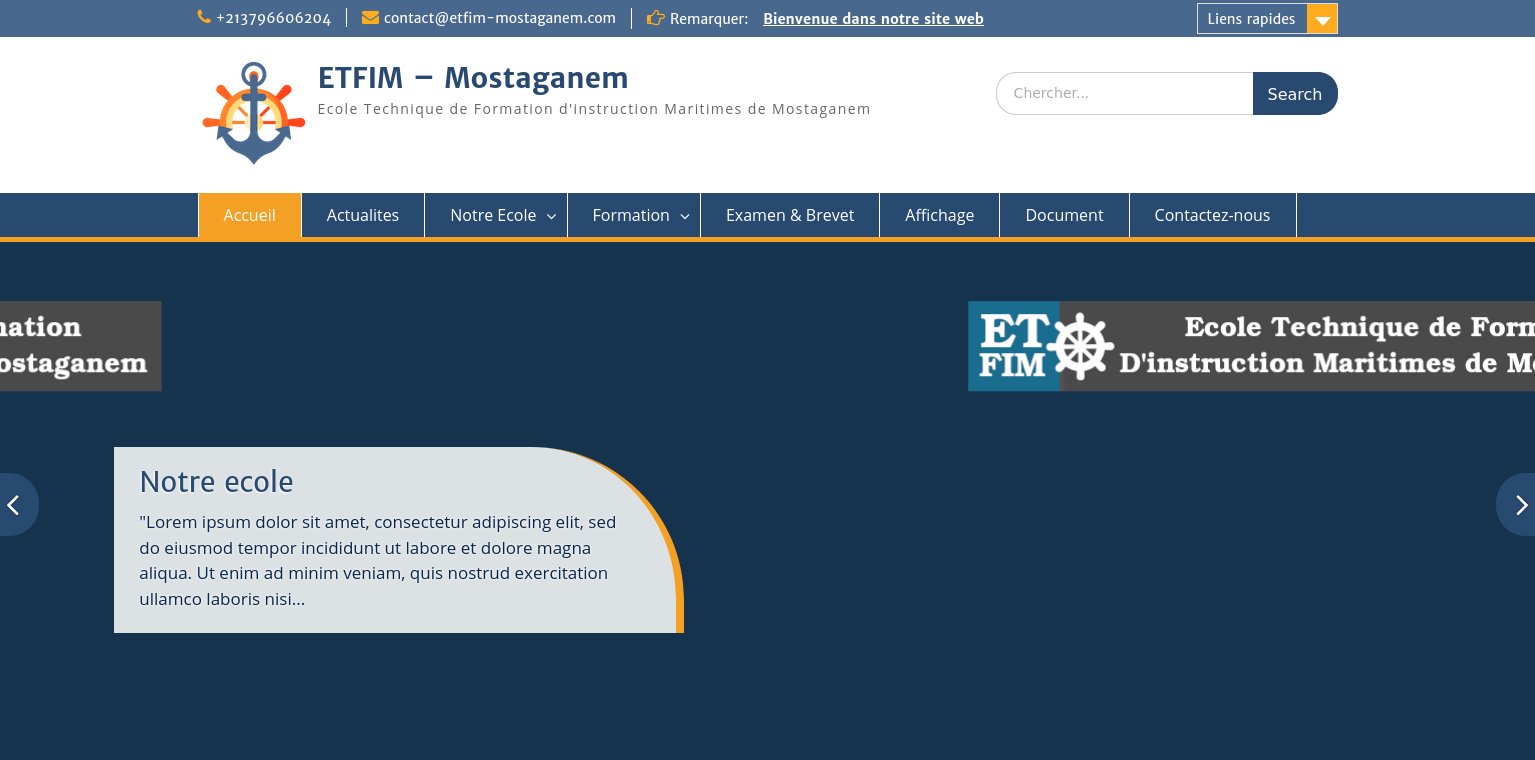 +213796606204 contact@etfim-mostaganem.com Remarquer: Bienvenue dans notre site web Liens rapides
ETFIM – Mostaganem
Ecole Technique de Formation d'instruction Maritimes de Mostaganem
Chercher... Search
Accueil Actualites Notre Ecole Formation Examen & Brevet Affichage Document Contactez-nous
nation
ostaganem
ET
FIM
Ecole Technique de Form
D'instruction Maritimes de Mo
Notre ecole
"Lorem ipsum dolor sit amet, consectetur adipiscing elit, sed
do eiusmod tempor incididunt ut labore et dolore magna
aliqua. Ut enim ad minim veniam, quis nostrud exercitation
ullamco laboris nisi...